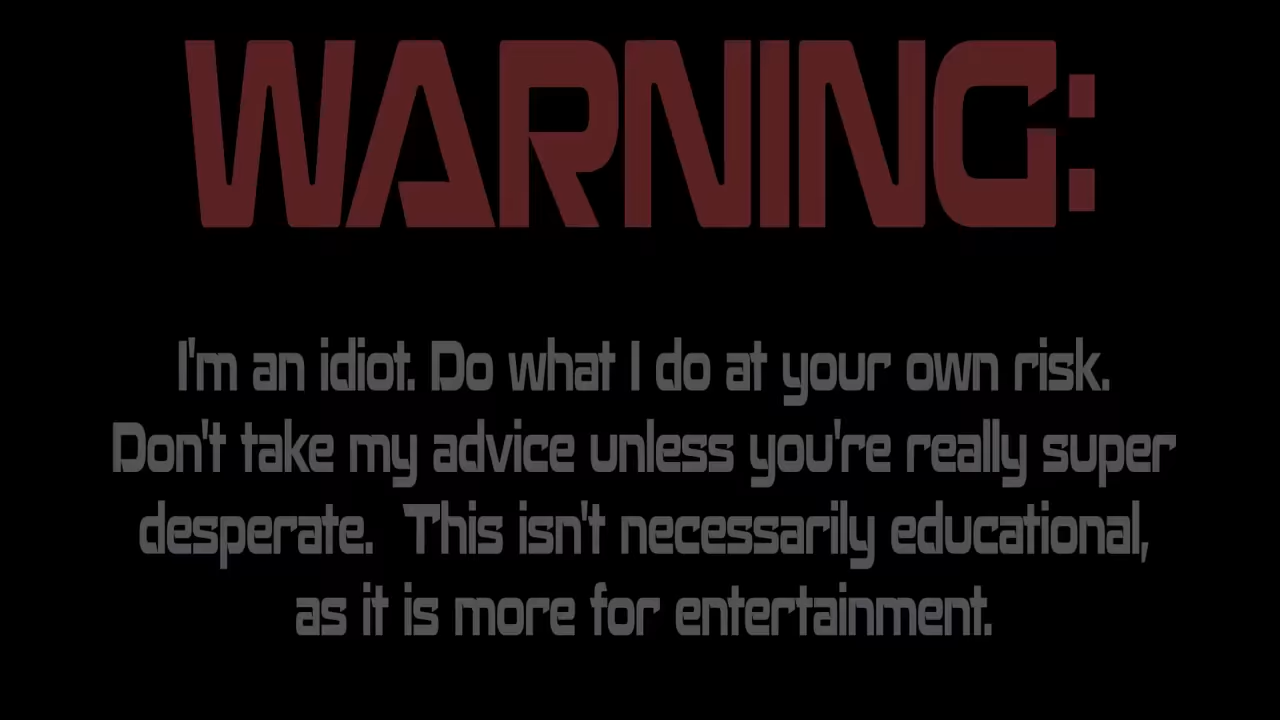 WARNING:
I'm an idiot. Do what I do at your own risk.
Don't take my advice unless you're really super
desperate.  This isn't necessarily educational,
as it is more for entertainment.